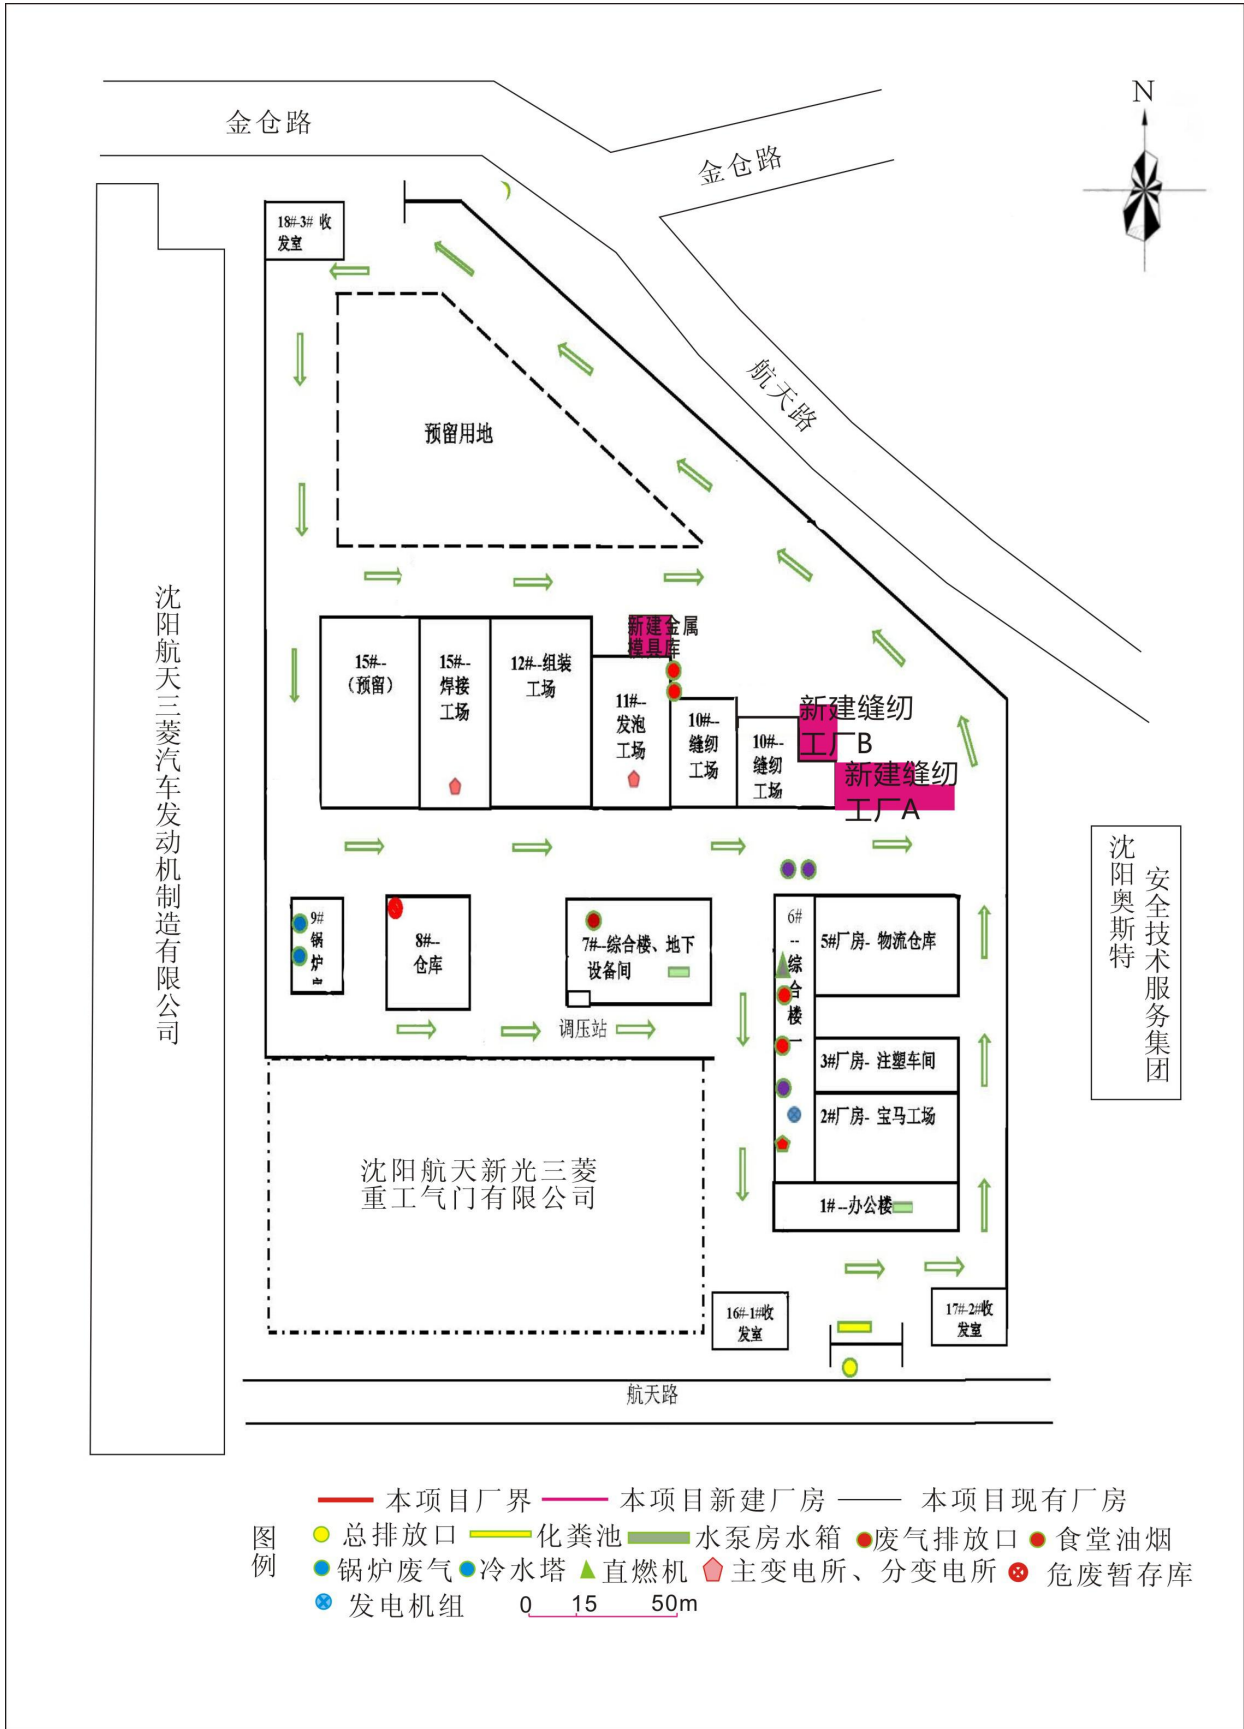 N
金仓路
金仓路
18#-3# 收
发室
航天路
预留用地
沈阳航天三菱汽车发动机制造有限公司
新建金属
模具库
15#--
（预留）
15#--
焊接
工场
12#--组装
工场
11#--
发泡
工场
10#--
缝纫
工场
10#--
缝纫
工场
新建缝纫
工厂B
新建缝纫
工厂A
沈阳奥斯特
安全技术服务集团
9#
锅
炉
8#--
仓库
7#--综合楼、地下
设备间
调压站
6#
--
综
合
楼
一
5#厂房- 物流仓库
3#厂房- 注塑车间
2#厂房- 宝马工场
1# --办公楼
沈阳航天新光三菱
重工气门有限公司
16#-1#收
发室
17#-2#收
发室
航天路
图例
本项目厂界 本项目新建厂房 本项目现有厂房
总排放口 化粪池 水泵房水箱 废气排放口 食堂油烟
锅炉废气 冷水塔 直燃机 主变电所、分变电所 危废暂存库
发电机组 0 15 50m